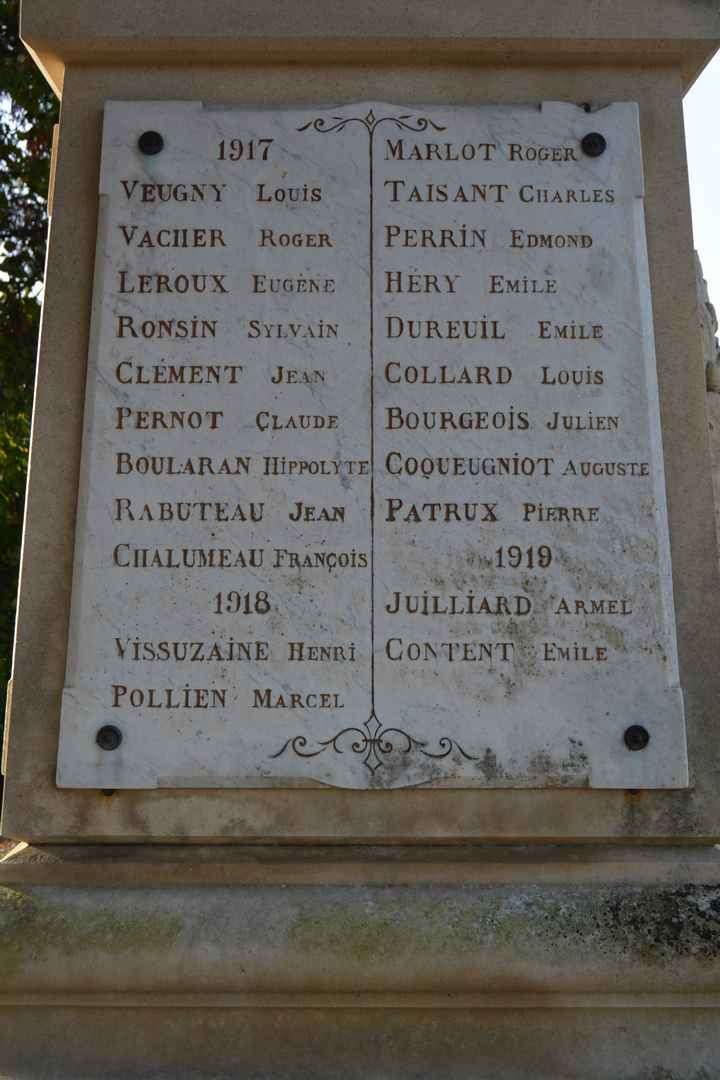 1917
VEUGNY LOUIS
VACHER ROGER
LEROUX EUGÈNE
RONSIN SYLVAIN
CLÉMENT JEAN
PERNOT CLAUDE
BOULARAN HIPPOLYTE
RABUTEAU JEAN
CHALUMEAU FRANÇOIS
1918
VISSUZAINE HENRI
POLLIEN MARCEL
MARLOT ROGER
TAISANT CHARLES
PERRIN EDMOND
HÉRY EMILE
DUREUIL EMILE
COLLARD LOUIS
BOURGEOIS JULIEN
COQUEUGNIOT AUGUSTE
PATRUX PIERRE
1919
JUILLIARD ARMEL
CONTENT EMILE